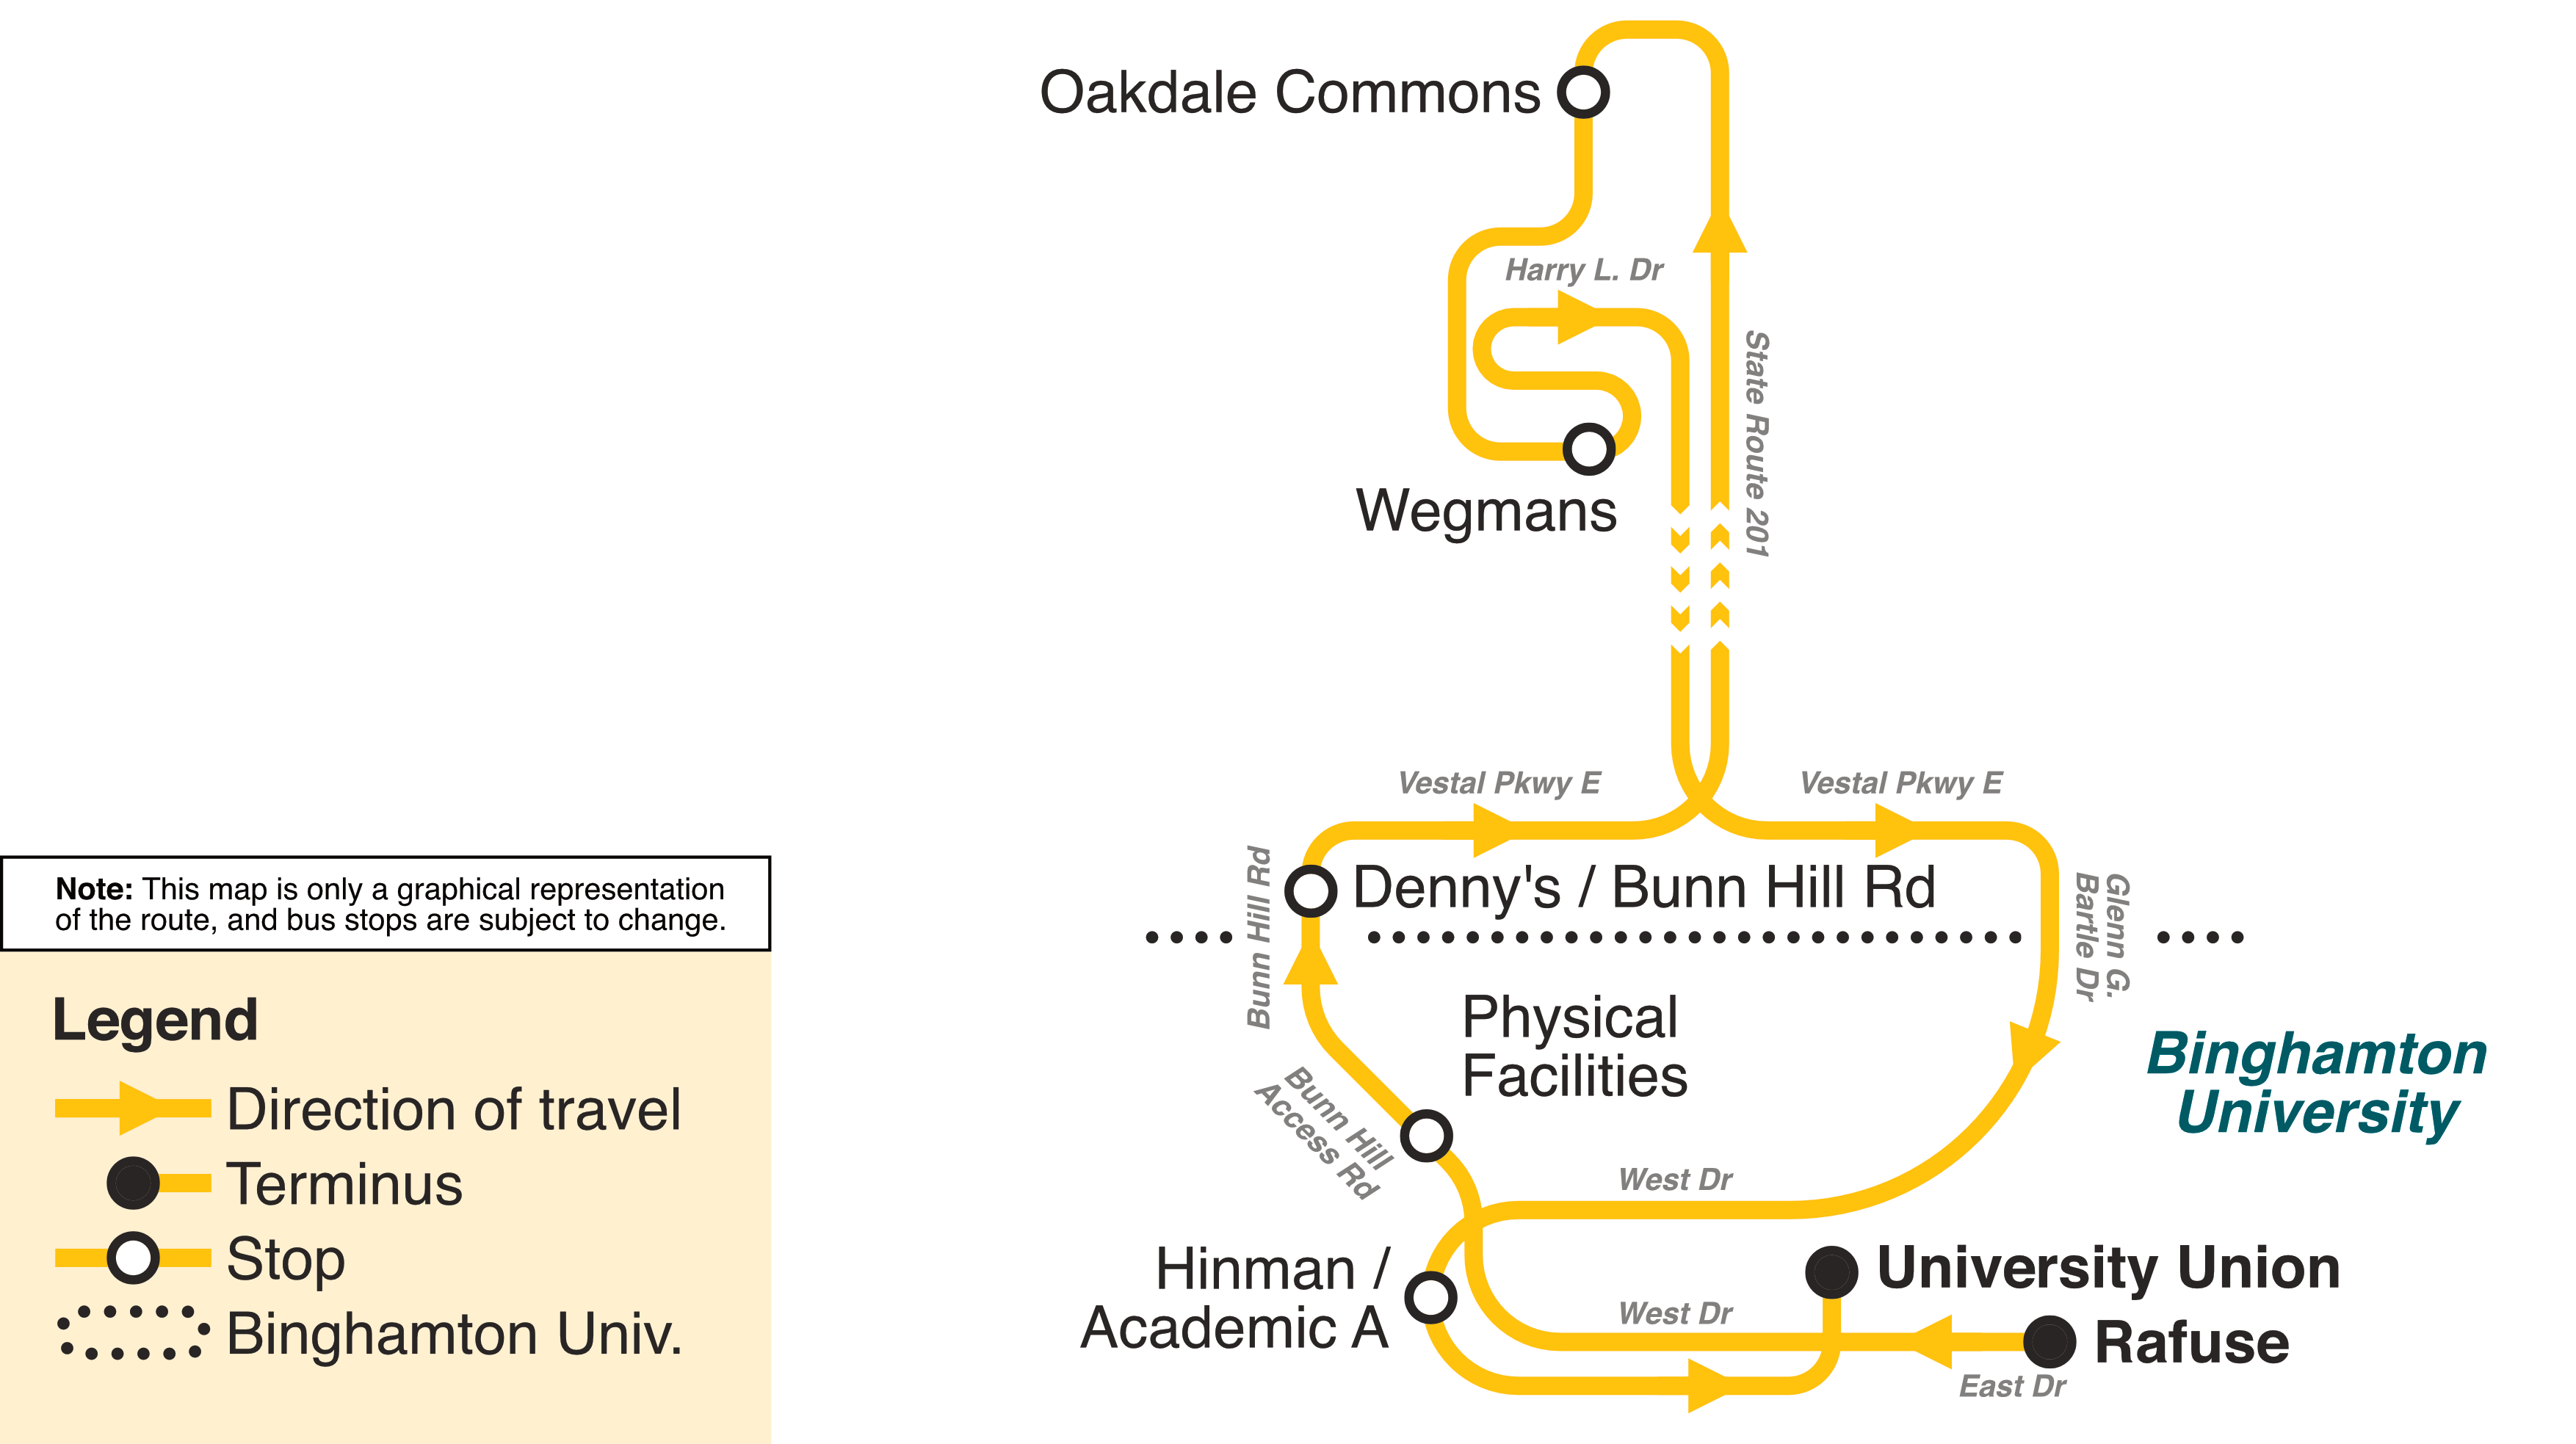 Oakdale Commons
Harry L. Dr
State Route 201
Wegmans
Vestal Pkwy E
Vestal Pkwy E
Bunn Hill Rd
Denny's / Bunn Hill Rd
Glenn G.
Bartle Dr
Physical
Facilities
Bunn Hill
Access Rd
Binghamton
University
West Dr
Hinman /
Academic A
West Dr
University Union
Rafuse
East Dr
Note: This map is only a graphical representation
of the route, and bus stops are subject to change.
Legend
Direction of travel
Terminus
Stop
Binghamton Univ.